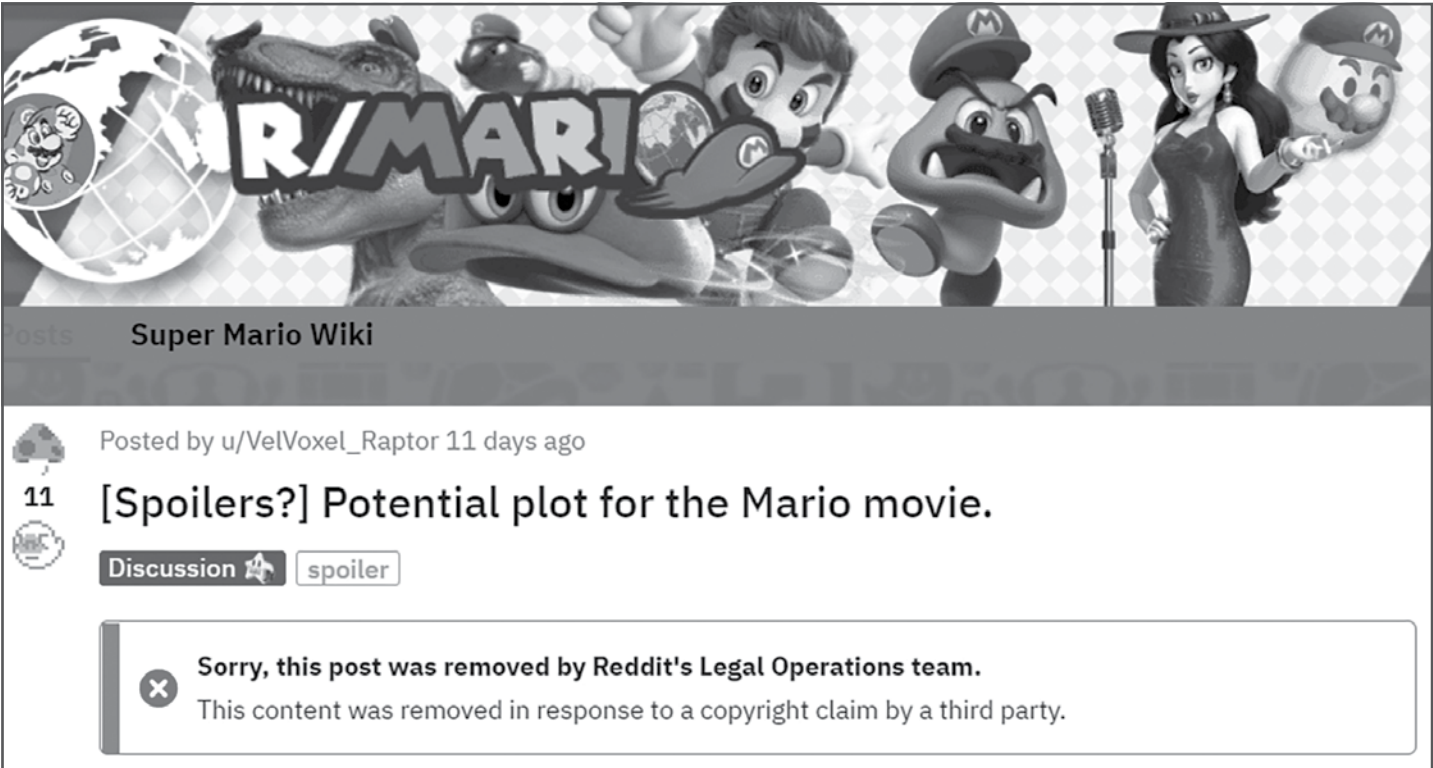 R/MARIO
Posts
Super Mario Wiki
Posted by u/VelVoxel_Raptor 11 days ago
11
[Spoilers?] Potential plot for the Mario movie.
Discussion
spoiler
Sorry, this post was removed by Reddit's Legal Operations team.
This content was removed in response to a copyright claim by a third party.